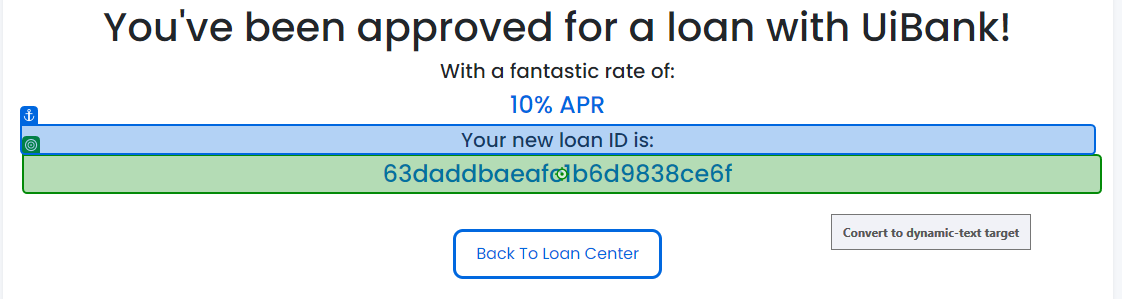 You've been approved for a loan with UiBank!
With a fantastic rate of:
10% APR
Your new loan ID is:
63daddbaeafc1b6d9838ce6f
Convert to dynamic-text target
Back To Loan Center